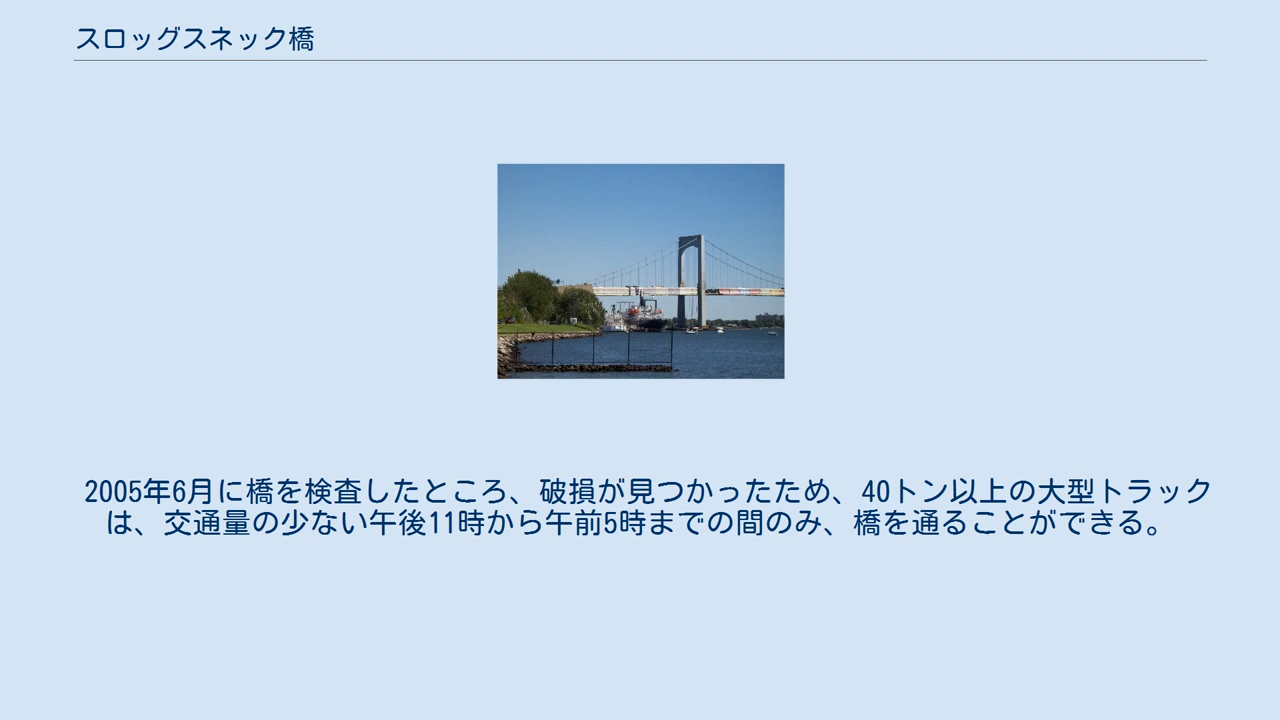 スロッグスネック橋
2005年6月に橋を検査したところ、破損が見つかったため、40トン以上の大型トラック
は、交通量の少ない午後11時から午前5時までの間のみ、橋を通ることができる。